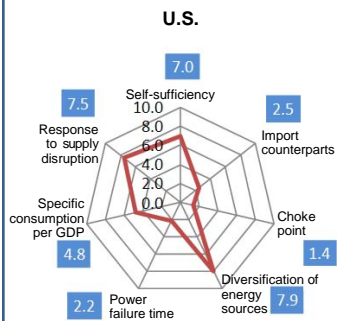 U.S.
7.0
Self-sufficiency
7.5
2.5
10.0
8.0
6.0
4.0
2.0
0.0
Response
to supply
disruption
Import
counterparts
Specific
consumption
per GDP
4.8
Choke
point
1.4
2.2
Power
failure time
Diversification of
energy
sources
7.9